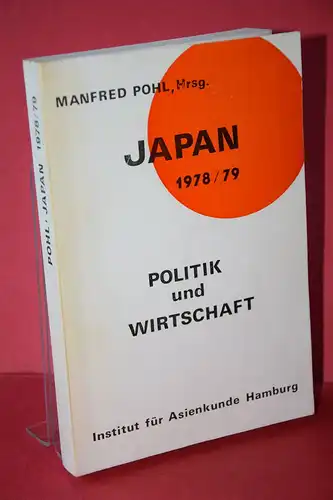 MANFRED POHL, Hrsg.
JAPAN
1978/79
POLITIK
und
WIRTSCHAFT
Institut für Asienkunde Hamburg
POHL · JAPAN 1978/79